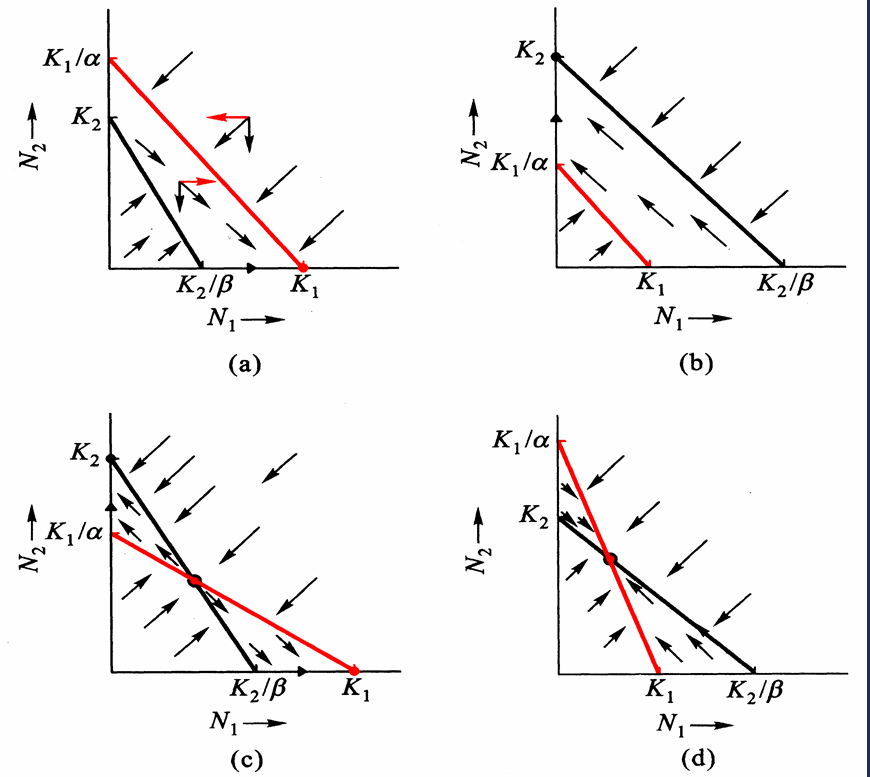 K₁/α
K₂
N₂
K₂/β
K₁
N₁
(a)
K₂
K₁/α
N₂
K₁
K₂/β
N₁
(b)
K₂
K₁/α
N₂
K₂/β
K₁
N₁
(c)
K₁/α
K₂
N₂
K₁
K₂/β
N₁
(d)